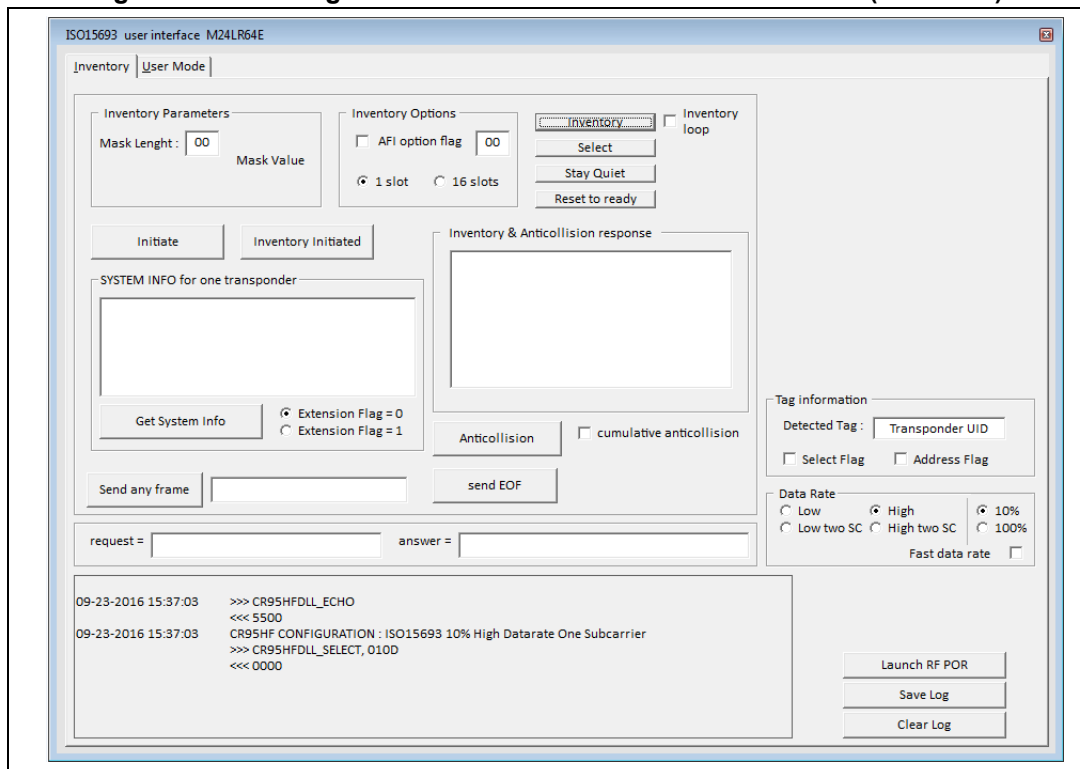 ISO15693 user interface M24LR64E
Inventory User Mode
Inventory Parameters
Mask Lenght : 00
Mask Value
Inventory Options
AFI option flag 00
1 slot 16 slots
Inventory
Inventory loop
Select
Stay Quiet
Reset to ready
Initiate
Inventory Initiated
Inventory & Anticollision response
SYSTEM INFO for one transponder
Get System Info
Extension Flag = 0
Extension Flag = 1
Anticollision
cumulative anticollision
Send any frame
send EOF
Tag information
Detected Tag : Transponder UID
Select Flag Address Flag
Data Rate
Low High 10%
Low two SC High two SC 100%
Fast data rate
request =
answer =
09-23-2016 15:37:03 >>> CR95HFDLL_ECHO
<<< 5500
09-23-2016 15:37:03 CR95HF CONFIGURATION : ISO15693 10% High Datarate One Subcarrier
>>> CR95HFDLL_SELECT, 010D
<<< 0000
Launch RF POR
Save Log
Clear Log